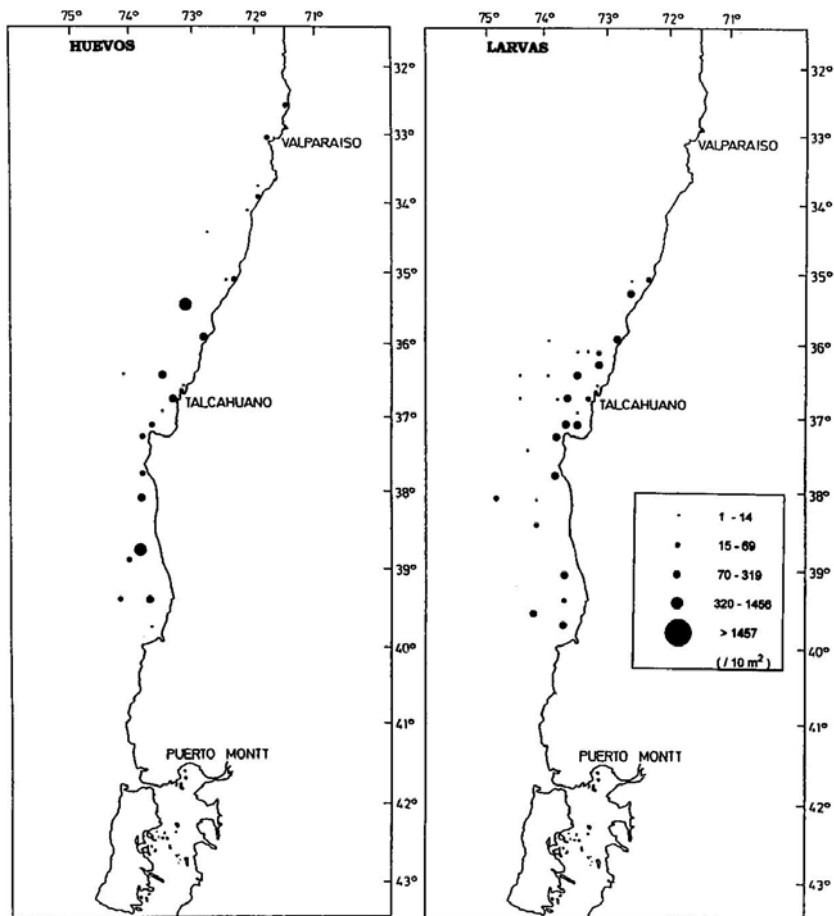 75° 74° 73° 72° 71°
HUEVOS
32°
33°
VALPARAISO
34°
35°
36°
TALCAHUANO
37°
38°
39°
40°
41°
PUERTO MONTT
42°
43°
75° 74° 73° 72° 71°
LARVAS
32°
33°
VALPARAISO
34°
35°
36°
TALCAHUANO
37°
38°
1 - 14
15 - 69
70 - 319
320 - 1456
> 1457
( / 10 m²)
39°
40°
41°
PUERTO MONTT
42°
43°